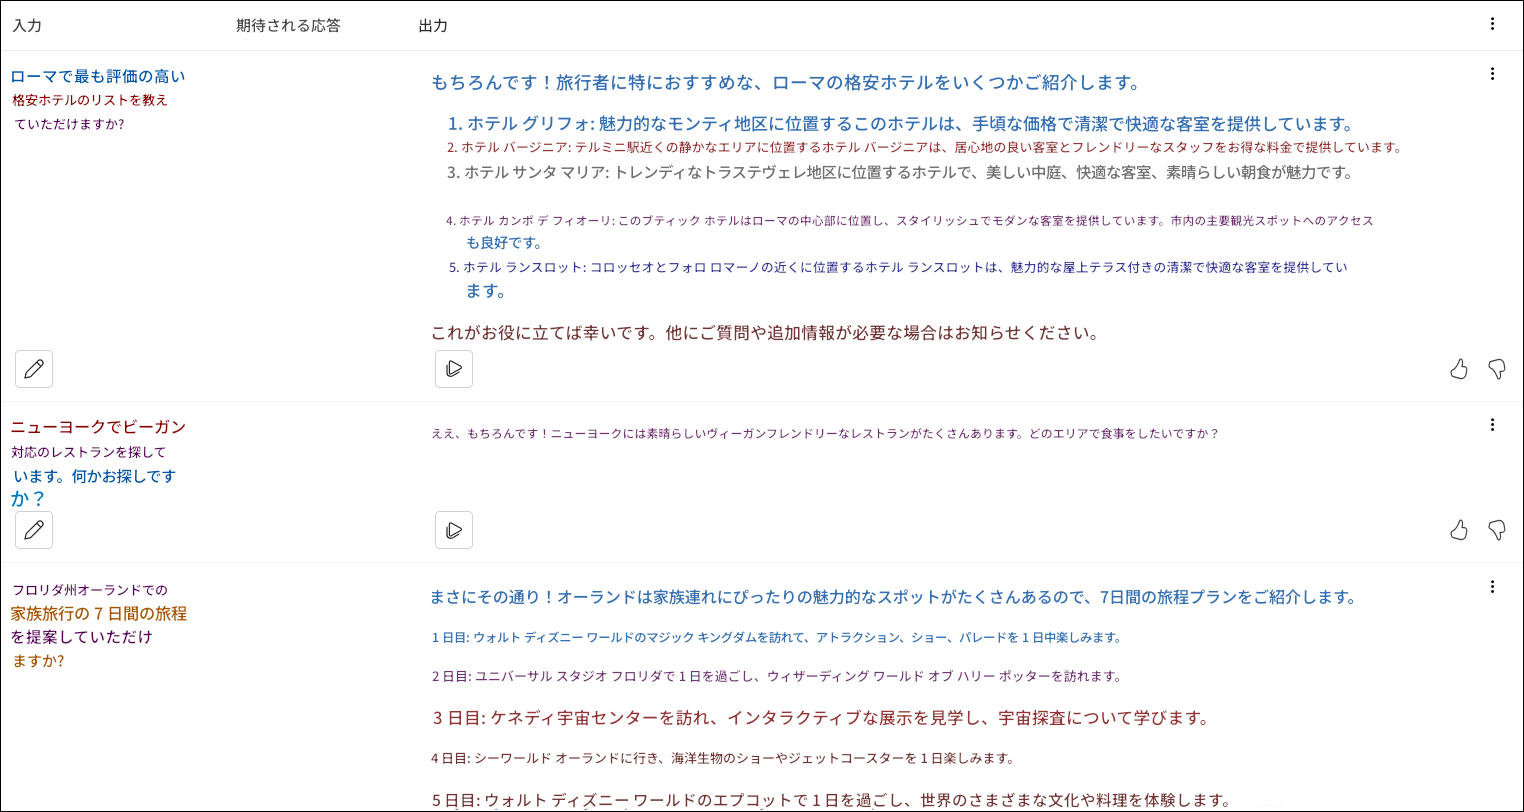 入力 期待される応答 出力
ローマで最も評価の高い
格安ホテルのリストを教え
ていただけますか?
もちろんです！旅行者に特におすすめな、ローマの格安ホテルをいくつかご紹介します。
1. ホテル グリフォ: 魅力的なモンティ地区に位置するこのホテルは、手頃な価格で清潔で快適な客室を提供しています。
2. ホテル バージニア: テルミニ駅近くの静かなエリアに位置するホテル バージニアは、居心地の良い客室とフレンドリーなスタッフをお得な料金で提供しています。
3. ホテル サンタ マリア: トレンディなトラステヴェレ地区に位置するホテルで、美しい中庭、快適な客室、素晴らしい朝食が魅力です。
4. ホテル カンポ デ フィオーリ: このブティック ホテルはローマの中心部に位置し、スタイリッシュでモダンな客室を提供しています。市内の主要観光スポットへのアクセス
も良好です。
5. ホテル ランスロット: コロッセオとフォロ ロマーノの近くに位置するホテル ランスロットは、魅力的な屋上テラス付きの清潔で快適な客室を提供してい
ます。
これがお役に立てば幸いです。他にご質問や追加情報が必要な場合はお知らせください。
ニューヨークでビーガン
対応のレストランを探して
います。何かお探しです
か？
ええ、もちろんです！ニューヨークには素晴らしいヴィーガンフレンドリーなレストランがたくさんあります。どのエリアで食事をしたいですか？
フロリダ州オーランドでの
家族旅行の 7 日間の旅程
を提案していただけ
ますか?
まさにその通り！オーランドは家族連れにぴったりの魅力的なスポットがたくさんあるので、7日間の旅程プランをご紹介します。
1 日目: ウォルト ディズニー ワールドのマジック キングダムを訪れて、アトラクション、ショー、パレードを 1 日中楽しみます。
2 日目: ユニバーサル スタジオ フロリダで 1 日を過ごし、ウィザーディング ワールド オブ ハリー ポッターを訪れます。
3 日目: ケネディ宇宙センターを訪れ、インタラクティブな展示を見学し、宇宙探査について学びます。
4 日目: シーワールド オーランドに行き、海洋生物のショーやジェットコースターを 1 日楽しみます。
5 日目: ウォルト ディズニー ワールドのエプコットで 1 日を過ごし、世界のさまざまな文化や料理を体験します。